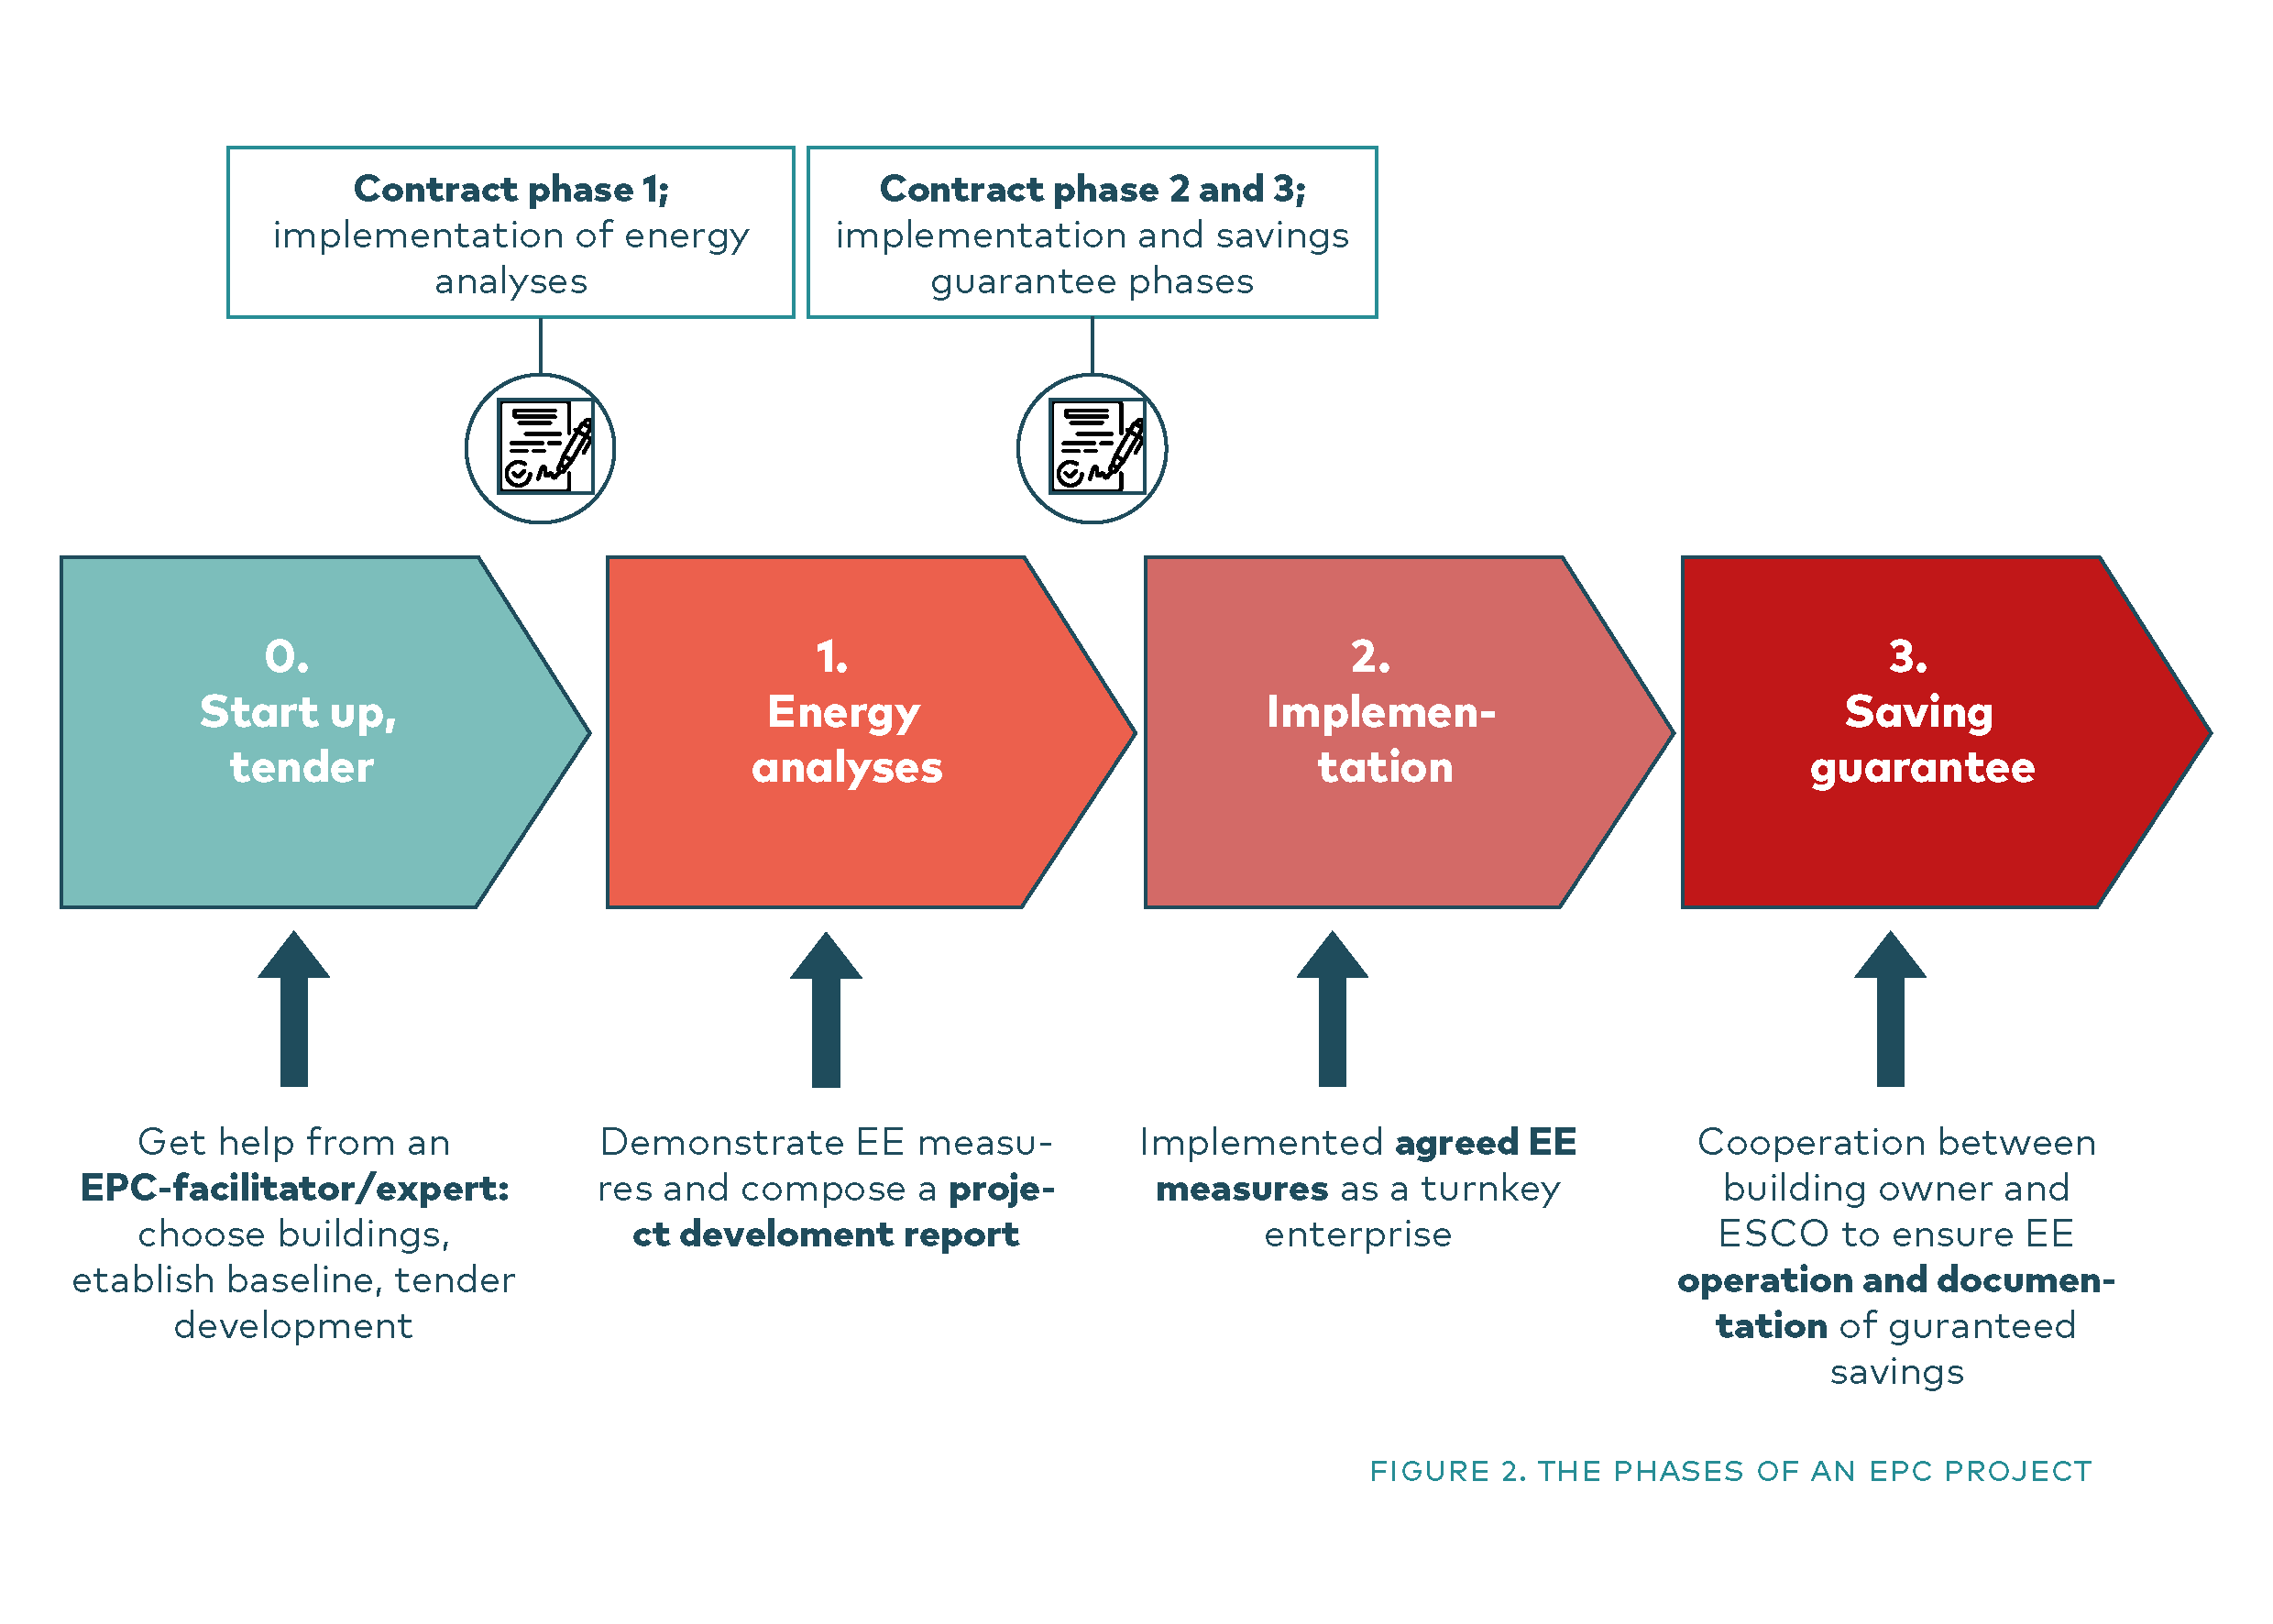 Contract phase 1;
implementation of energy
analyses
Contract phase 2 and 3;
implementation and savings
guarantee phases
0.
Start up,
tender
1.
Energy
analyses
2.
Implemen-
tation
3.
Saving
guarantee
Get help from an
EPC-facilitator/expert:
choose buildings,
etablish baseline, tender
development
Demonstrate EE measu-
res and compose a proje-
ct develoment report
Implemented agreed EE
measures as a turnkey
enterprise
Cooperation between
building owner and
ESCO to ensure EE
operation and documen-
tation of guranteed
savings
FIGURE 2. THE PHASES OF AN EPC PROJECT